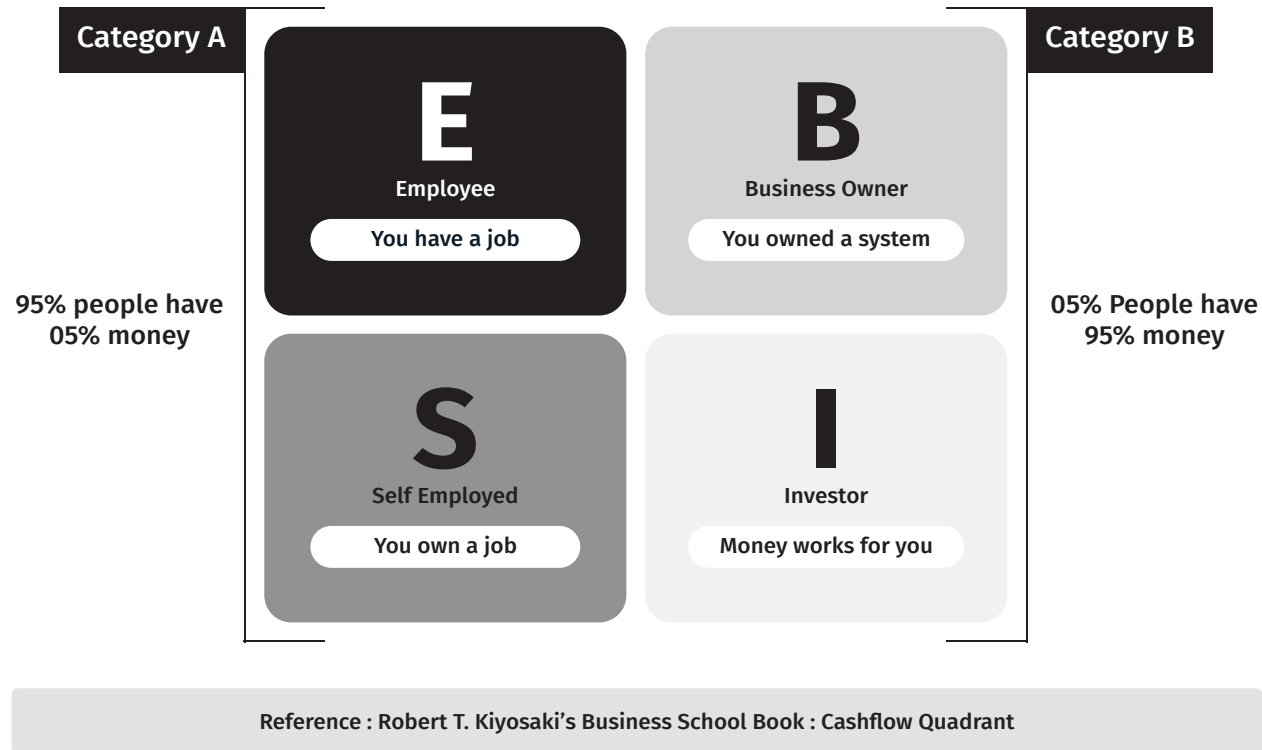 Category A
95% people have
05% money
E
Employee
You have a job
B
Business Owner
You owned a system
S
Self Employed
You own a job
I
Investor
Money works for you
Category B
05% People have
95% money
Reference : Robert T. Kiyosaki’s Business School Book : Cashflow Quadrant